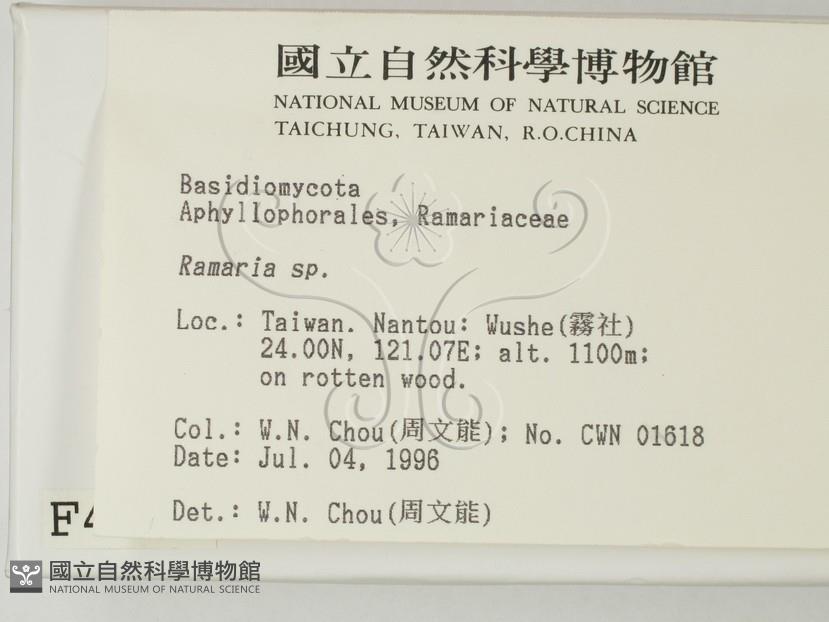 國立自然科學博物館
NATIONAL MUSEUM OF NATURAL SCIENCE
TAICHUNG, TAIWAN, R.O.CHINA
Basidiomycota
Aphyllophorales, Ramariaceae
Ramaria sp.
Loc.: Taiwan. Nantou: Wushe(霧社)
24.00N, 121.07E; alt. 1100m;
on rotten wood.
Col.: W.N. Chou(周文能); No. CWN 01618
Date: Jul. 04, 1996
Det.: W.N. Chou(周文能)
國立自然科學博物館
NATIONAL MUSEUM OF NATURAL SCIENCE